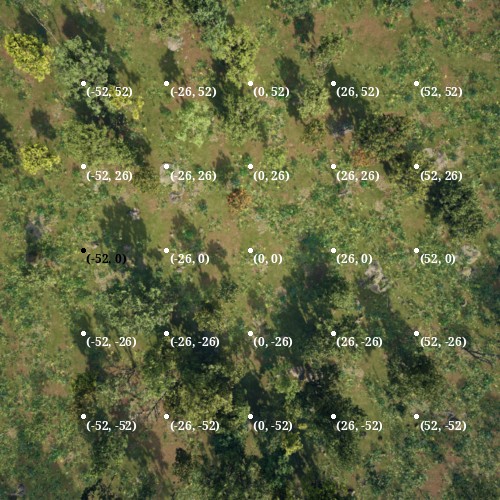 (-52, 52) (-26, 52) (0, 52) (26, 52) (52, 52)
(-52, 26) (-26, 26) (0, 26) (26, 26) (52, 26)
(-52, 0) (-26, 0) (0, 0) (26, 0) (52, 0)
(-52, -26) (-26, -26) (0, -26) (26, -26) (52, -26)
(-52, -52) (-26, -52) (0, -52) (26, -52) (52, -52)